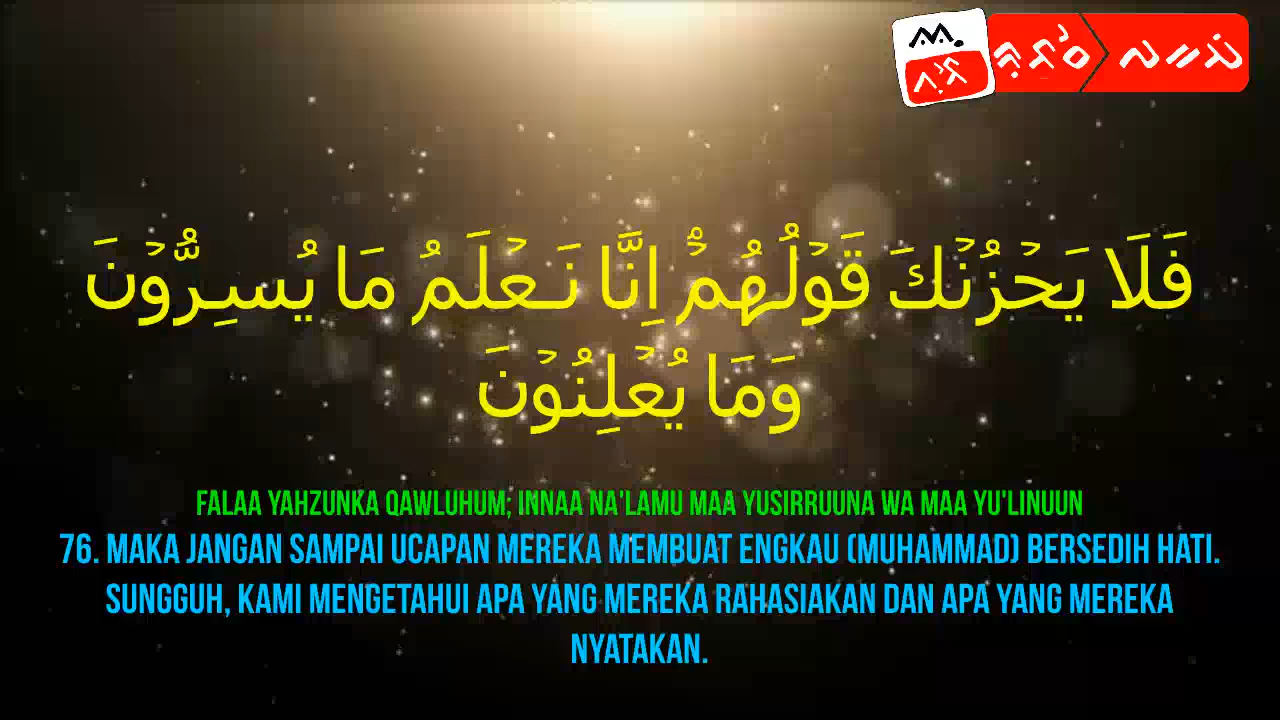 فَلَا يَحْزُنْكَ قَوْلُهُمْ ۘ اِنَّا نَـعْلَمُ مَا يُسِرُّوْنَ
وَمَا يُعْلِنُوْنَ
FALAA YAHZUNKA QAWLUHUM; INNAA NA'LAMU MAA YUSIRRUUNA WA MAA YU'LINUUN
76. MAKA JANGAN SAMPAI UCAPAN MEREKA MEMBUAT ENGKAU (MUHAMMAD) BERSEDIH HATI.
SUNGGUH, KAMI MENGETAHUI APA YANG MEREKA RAHASIAKAN DAN APA YANG MEREKA
NYATAKAN.